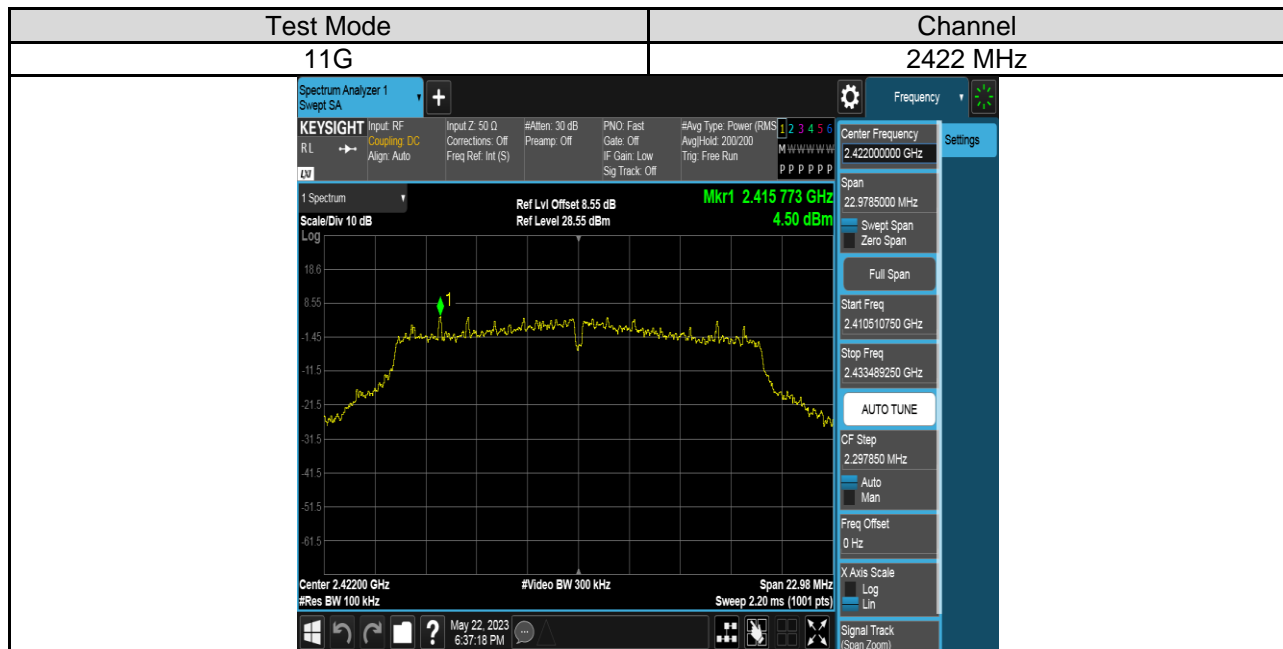 Test Mode Channel
11G 2422 MHz
Spectrum Analyzer 1
Swept SA
+
Frequency
KEYSIGHT
RL
LXI
Input: RF
Coupling: DC
Align: Auto
Input Z: 50 Ω
Corrections: Off
Freq Ref: Int (S)
#Atten: 30 dB
Preamp: Off
PNO: Fast
Gate: Off
IF Gain: Low
Sig Track: Off
#Avg Type: Power (RMS
Avg|Hold: 200/200
Trig: Free Run
1 2 3 4 5 6
M W W W W W
P P P P P P
Center Frequency
2.422000000 GHz
Settings
1 Spectrum
Scale/Div 10 dB
Log
Ref Lvl Offset 8.55 dB
Ref Level 28.55 dBm
Mkr1 2.415 773 GHz
4.50 dBm
Span
22.9785000 MHz
Swept Span
Zero Span
Full Span
Start Freq
2.410510750 GHz
Stop Freq
2.433489250 GHz
AUTO TUNE
CF Step
2.297850 MHz
Auto
Man
Freq Offset
0 Hz
X Axis Scale
Log
Lin
Signal Track
(Span Zoom)
18.6
8.55
1
-1.45
-11.5
-21.5
-31.5
-41.5
-51.5
-61.5
Center 2.42200 GHz
#Res BW 100 kHz
#Video BW 300 kHz
Span 22.98 MHz
Sweep 2.20 ms (1001 pts)
?
May 22, 2023
6:37:18 PM